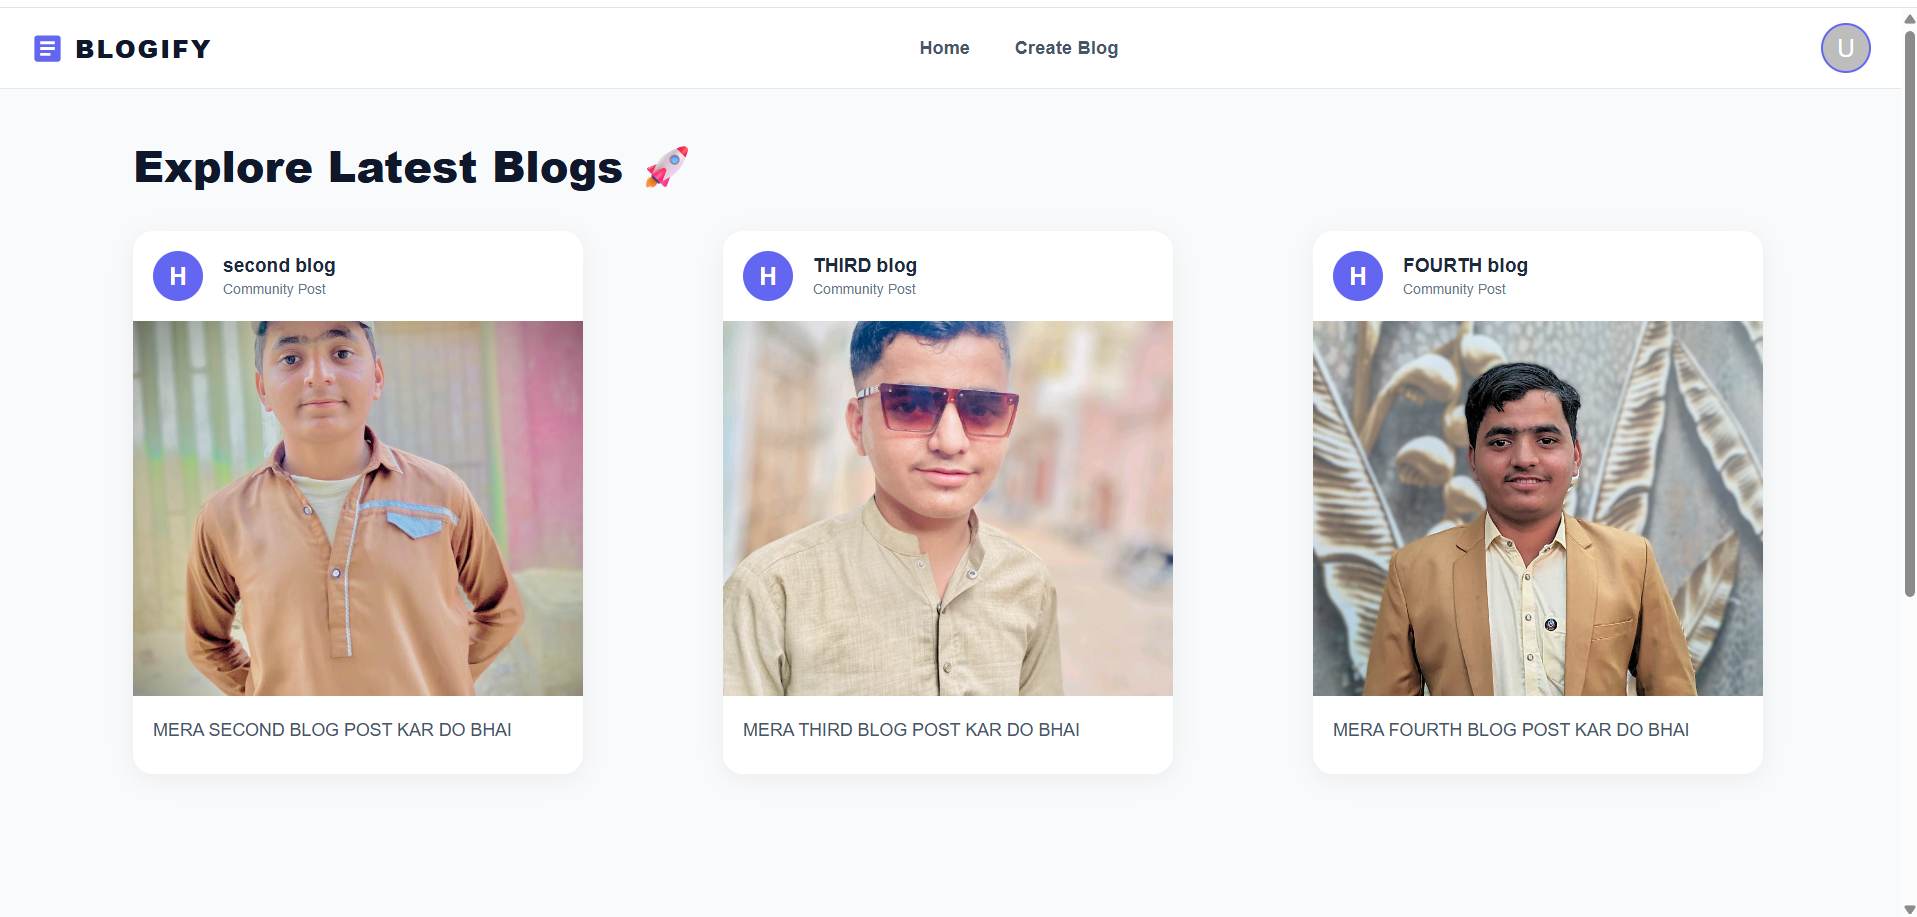 BLOGIFY
Home
Create Blog
U
Explore Latest Blogs 🚀
H
second blog
Community Post
MERA SECOND BLOG POST KAR DO BHAI
H
THIRD blog
Community Post
MERA THIRD BLOG POST KAR DO BHAI
H
FOURTH blog
Community Post
MERA FOURTH BLOG POST KAR DO BHAI